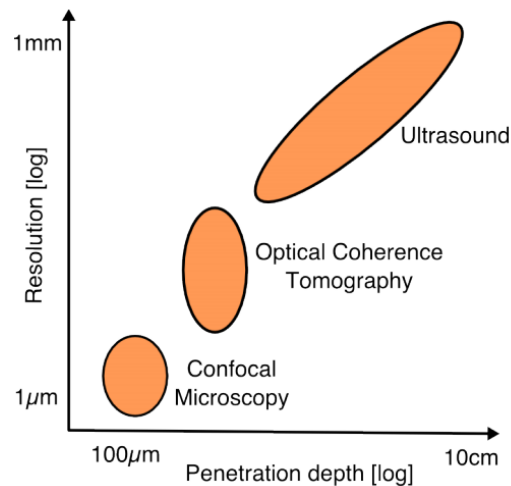 1mm
Resolution [log]
Ultrasound
Optical Coherence
Tomography
Confocal
Microscopy
1μm
100μm
10cm
Penetration depth [log]